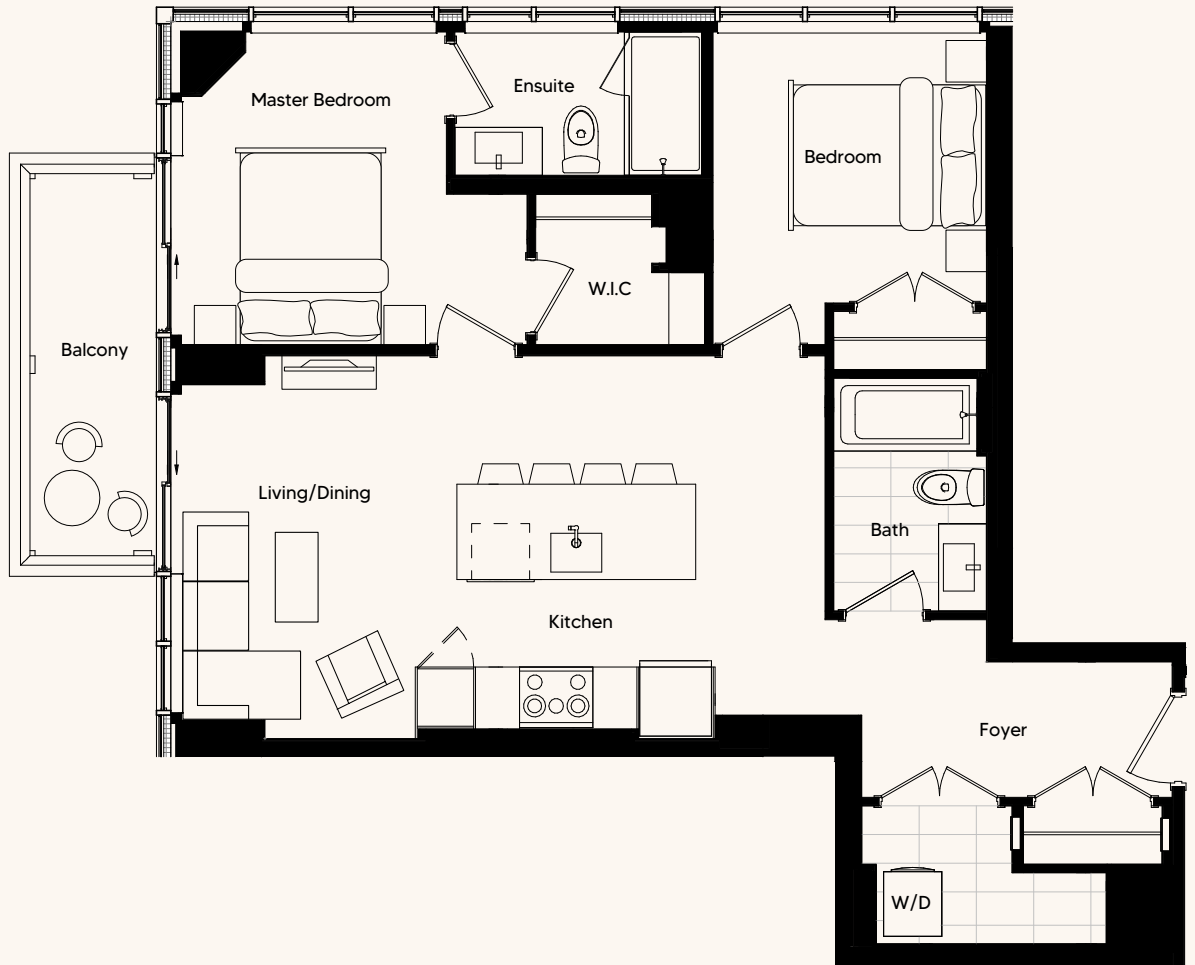 Ensuite
Master Bedroom
Bedroom
W.I.C
Balcony
Living/Dining
Bath
Kitchen
Foyer
W/D